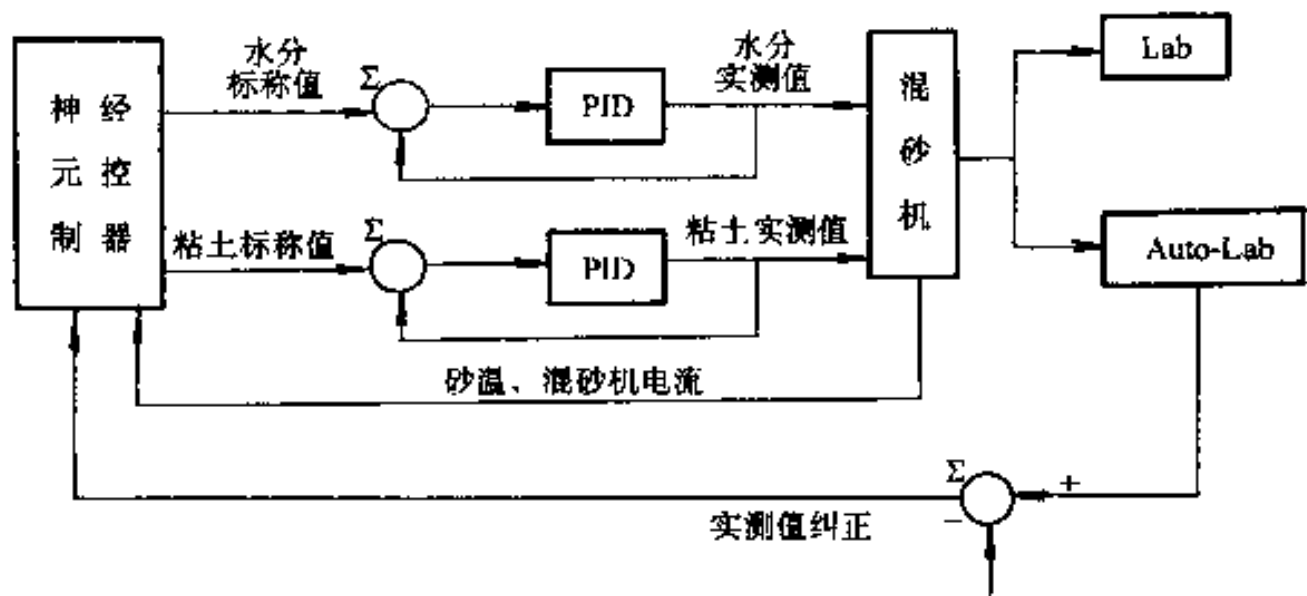 神经
元控
制器
水分
标称值
Σ
PID
水分
实测值
混
砂
机
Lab
粘土标称值
Σ
PID
粘土实测值
Auto-Lab
砂温、混砂机电流
Σ
+
−
实测值纠正